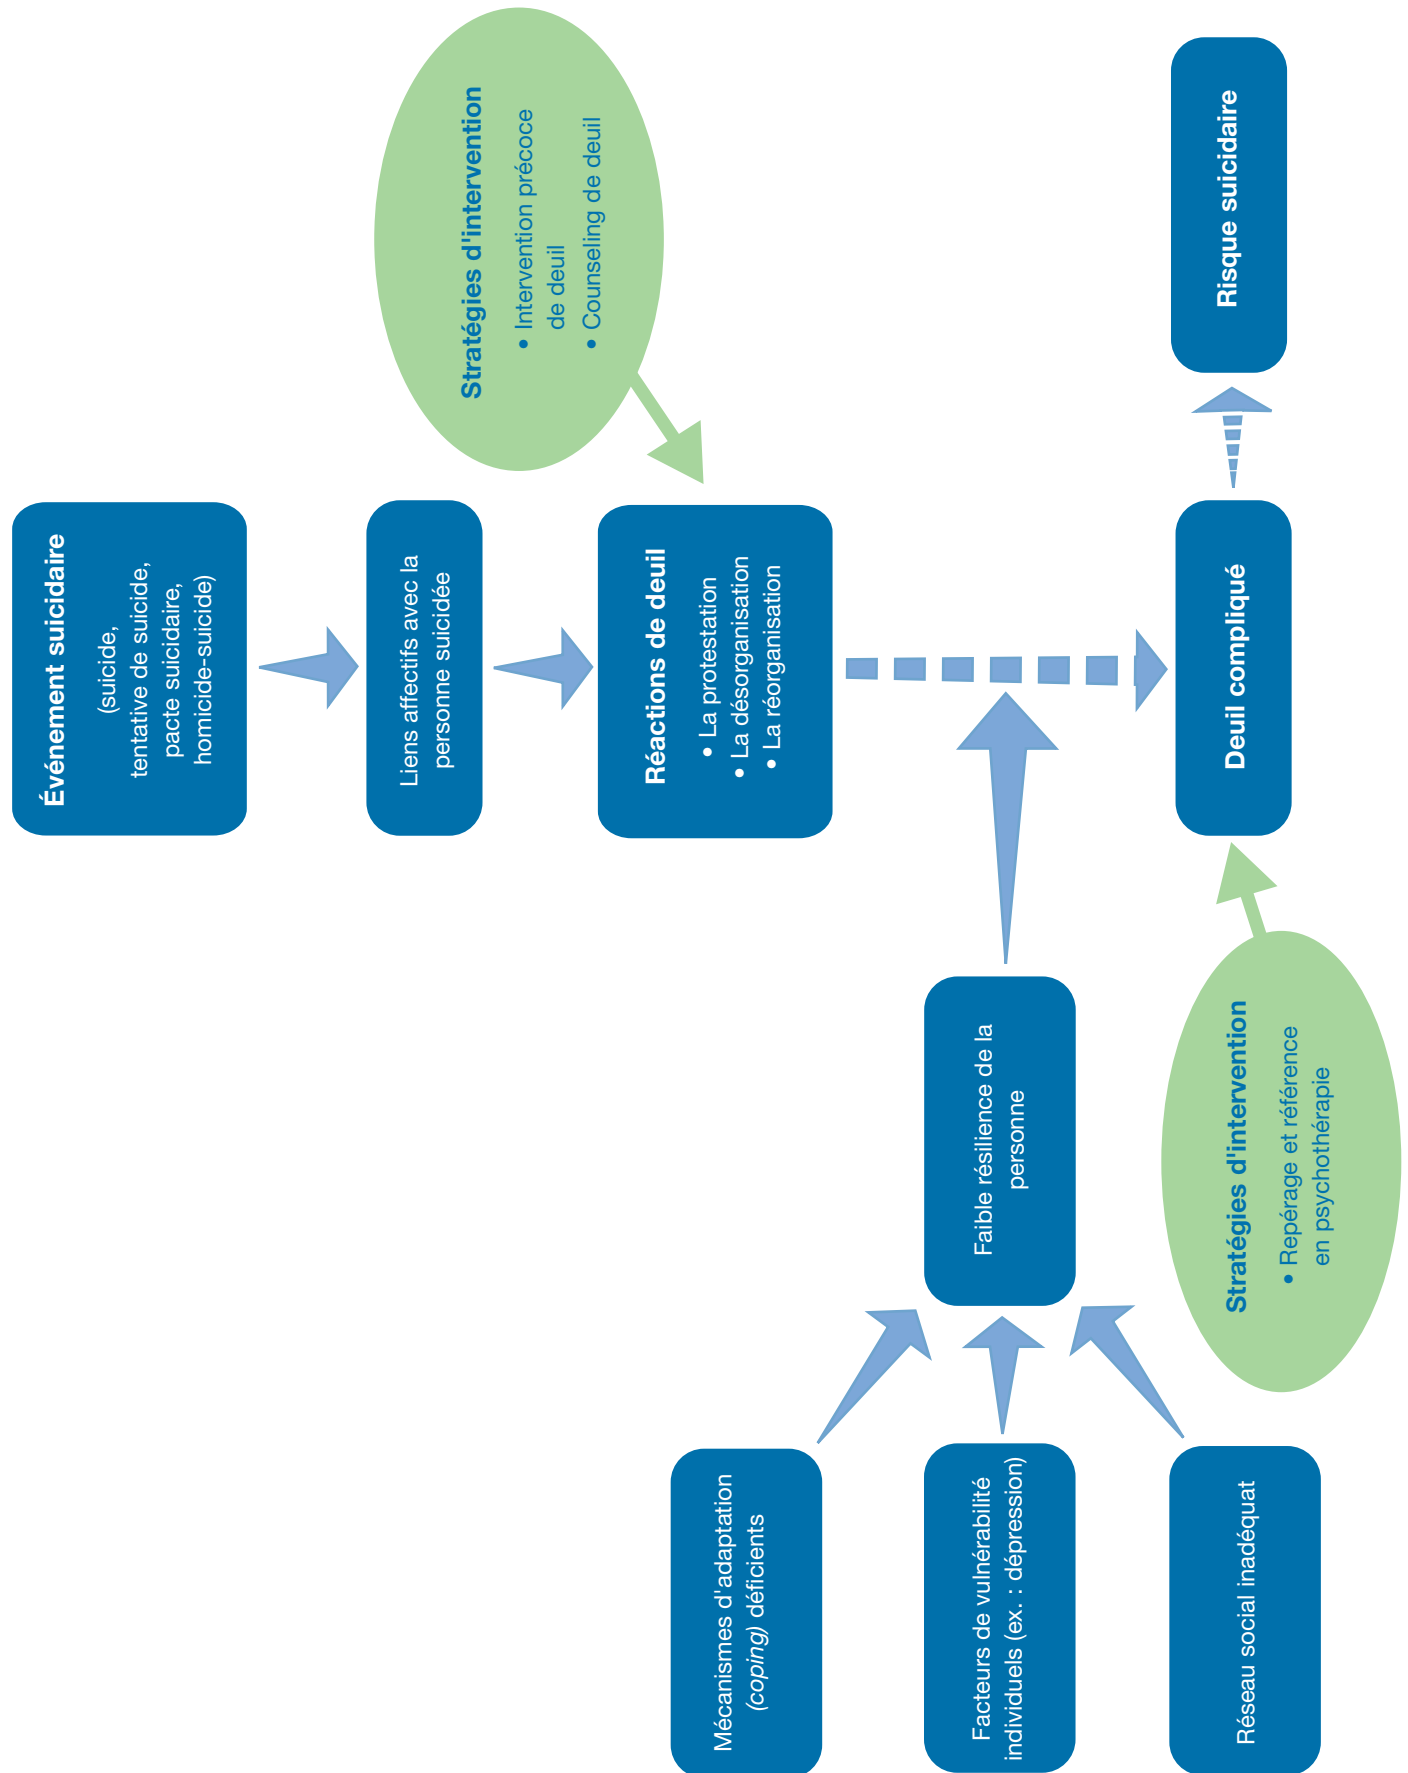 Événement suicidaire
(suicide,
tentative de suicide,
pacte suicidaire,
homicide-suicide)
Liens affectifs avec la
personne suicidée
Stratégies d'intervention
• Intervention précoce
de deuil
• Counseling de deuil
Réactions de deuil
• La protestation
• La désorganisation
• La réorganisation
Mécanismes d'adaptation
(coping) déficients
Facteurs de vulnérabilité
individuels (ex. : dépression)
Réseau social inadéquat
Faible résilience de la
personne
Stratégies d'intervention
• Repérage et référence
en psychothérapie
Deuil compliqué
Risque suicidaire